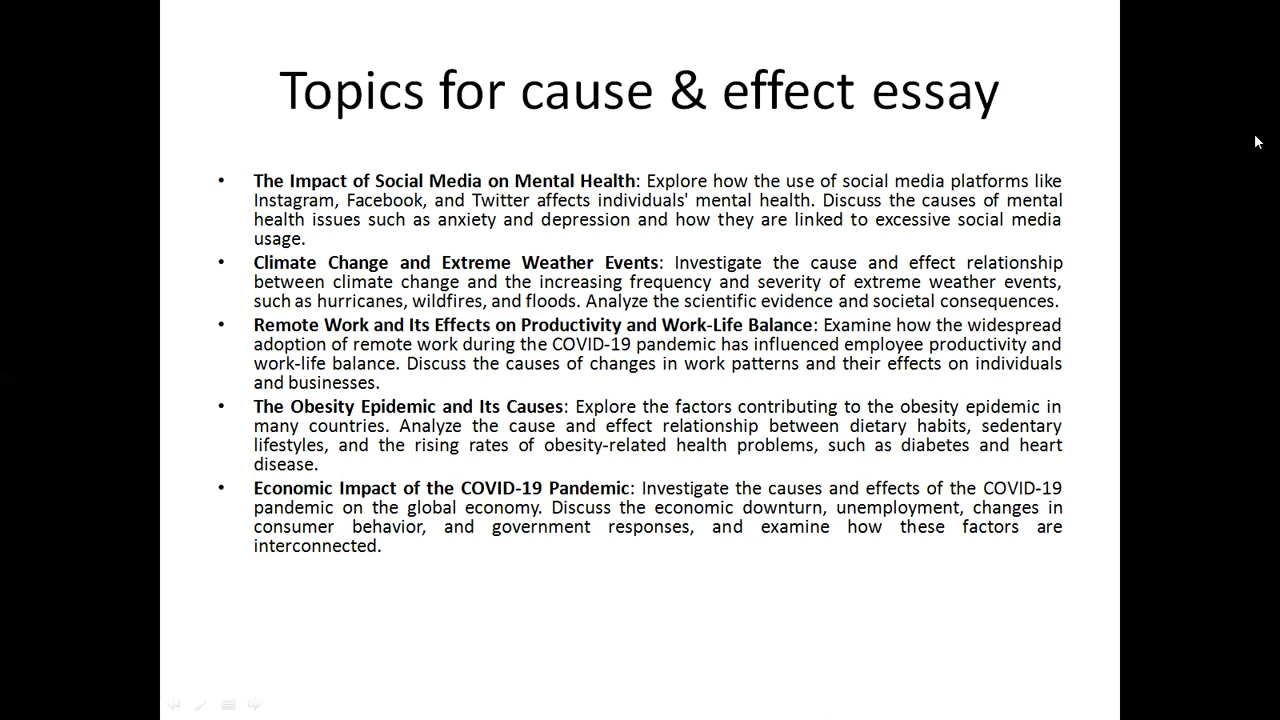 Topics for cause & effect essay
• The Impact of Social Media on Mental Health: Explore how the use of social media platforms like
Instagram, Facebook, and Twitter affects individuals' mental health. Discuss the causes of mental
health issues such as anxiety and depression and how they are linked to excessive social media
usage.
• Climate Change and Extreme Weather Events: Investigate the cause and effect relationship
between climate change and the increasing frequency and severity of extreme weather events,
such as hurricanes, wildfires, and floods. Analyze the scientific evidence and societal consequences.
• Remote Work and Its Effects on Productivity and Work-Life Balance: Examine how the widespread
adoption of remote work during the COVID-19 pandemic has influenced employee productivity and
work-life balance. Discuss the causes of changes in work patterns and their effects on individuals
and businesses.
• The Obesity Epidemic and Its Causes: Explore the factors contributing to the obesity epidemic in
many countries. Analyze the cause and effect relationship between dietary habits, sedentary
lifestyles, and the rising rates of obesity-related health problems, such as diabetes and heart
disease.
• Economic Impact of the COVID-19 Pandemic: Investigate the causes and effects of the COVID-19
pandemic on the global economy. Discuss the economic downturn, unemployment, changes in
consumer behavior, and government responses, and examine how these factors are
interconnected.